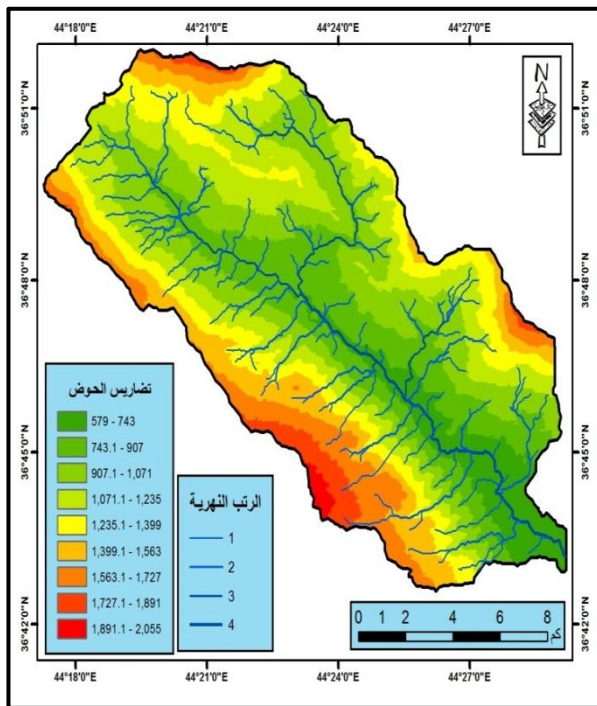 44°18'0"E 44°21'0"E 44°24'0"E 44°27'0"E
N
36°51'0"N 36°51'0"N
36°48'0"N 36°48'0"N
36°45'0"N 36°45'0"N
36°42'0"N 36°42'0"N
تضاريس الحوض
579 - 743
743.1 - 907
907.1 - 1,071
1,071.1 - 1,235
1,235.1 - 1,399
1,399.1 - 1,563
1,563.1 - 1,727
1,727.1 - 1,891
1,891.1 - 2,055
الرتب النهرية
1
2
3
4
0 1 2 4 6 8
كم
44°18'0"E 44°21'0"E 44°24'0"E 44°27'0"E